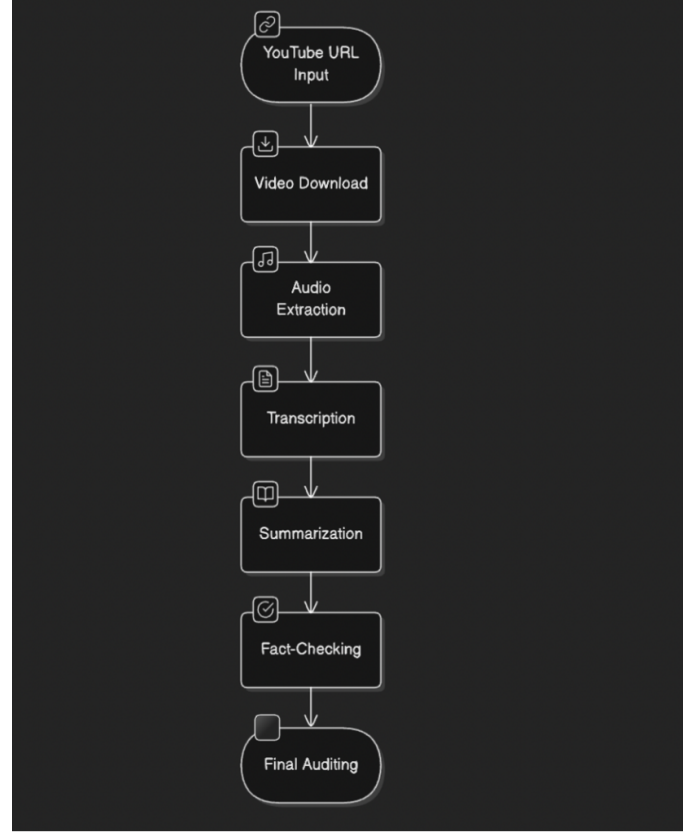 YouTube URL
Input
Video Download
Audio
Extraction
Transcription
Summarization
Fact-Checking
Final Auditing